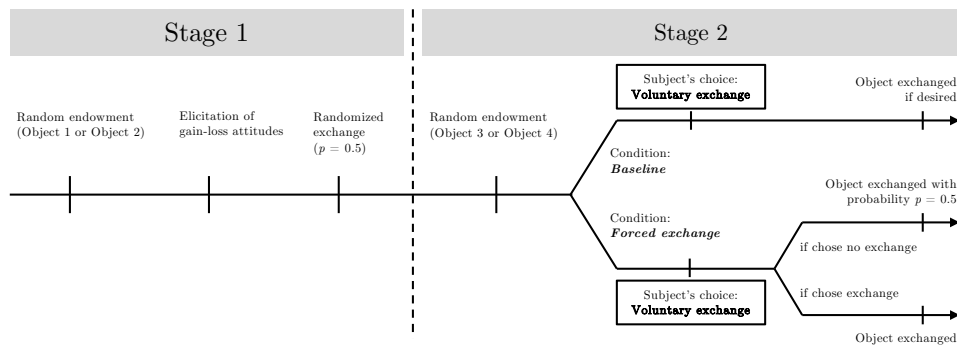 Stage 1
Stage 2
Random endowment
(Object 1 or Object 2)
Elicitation of
gain-loss attitudes
Randomized
exchange
(p = 0.5)
Random endowment
(Object 3 or Object 4)
Subject's choice:
Voluntary exchange
Object exchanged
if desired
Condition:
Baseline
Condition:
Forced exchange
Object exchanged with
probability p = 0.5
if chose no exchange
if chose exchange
Subject's choice:
Voluntary exchange
Object exchanged